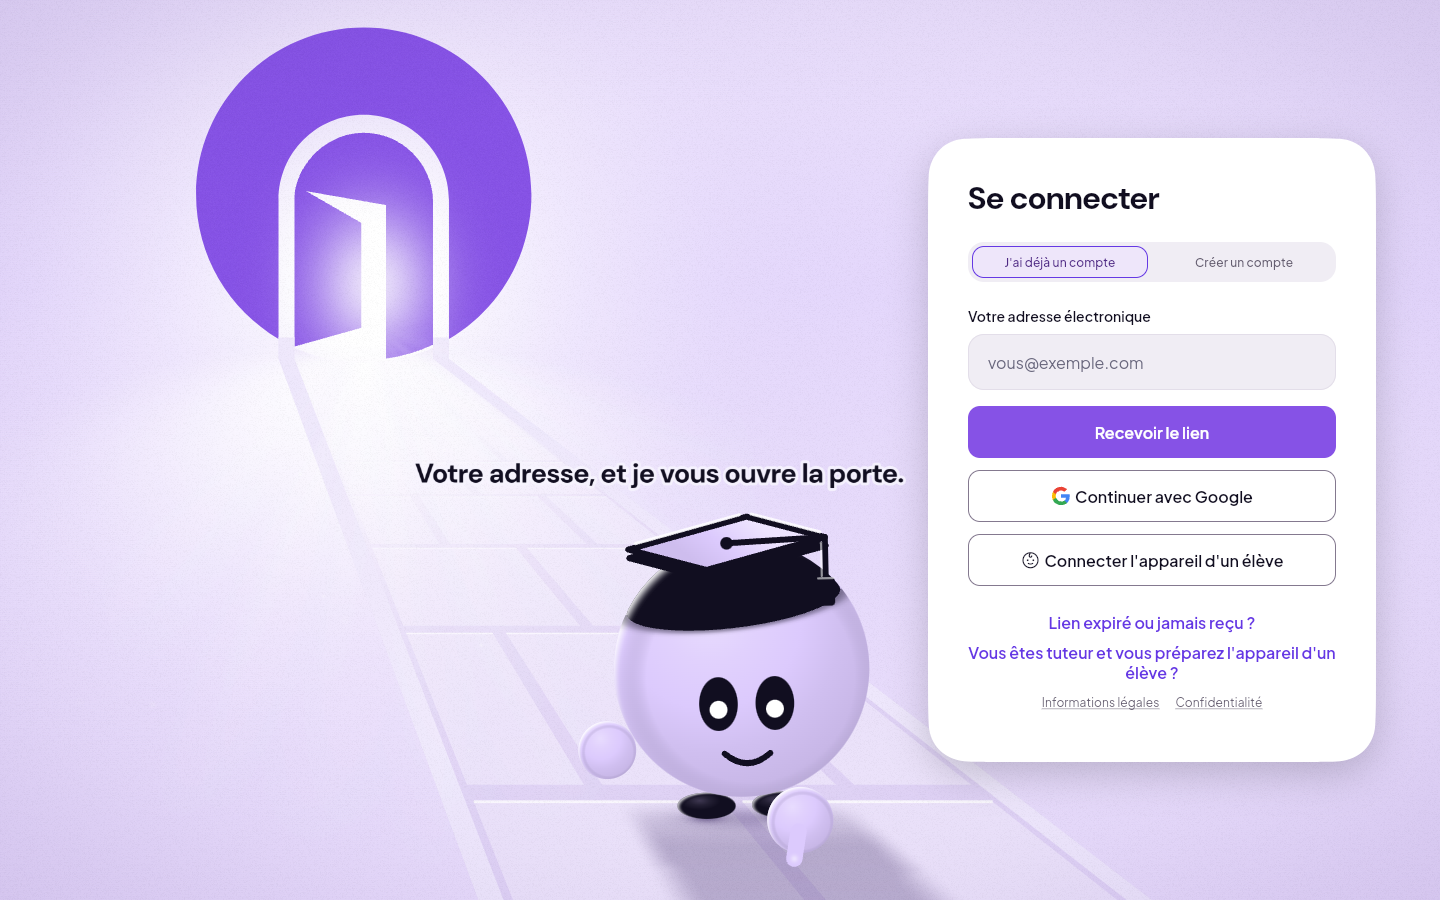 Votre adresse, et je vous ouvre la porte.
Se connecter
J'ai déjà un compte
Créer un compte
Votre adresse électronique
vous@exemple.com
Recevoir le lien
Continuer avec Google
Connecter l'appareil d'un élève
Lien expiré ou jamais reçu ?
Vous êtes tuteur et vous préparez l'appareil d'un
élève ?
Informations légales
Confidentialité